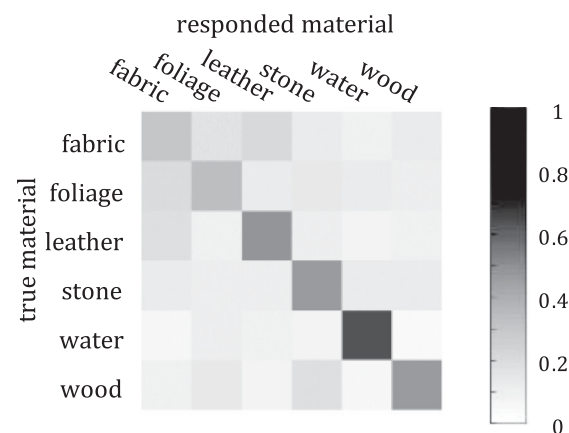 responded material
fabric
foliage
leather
stone
water
wood
true material
fabric
foliage
leather
stone
water
wood
1
0.8
0.6
0.4
0.2
0